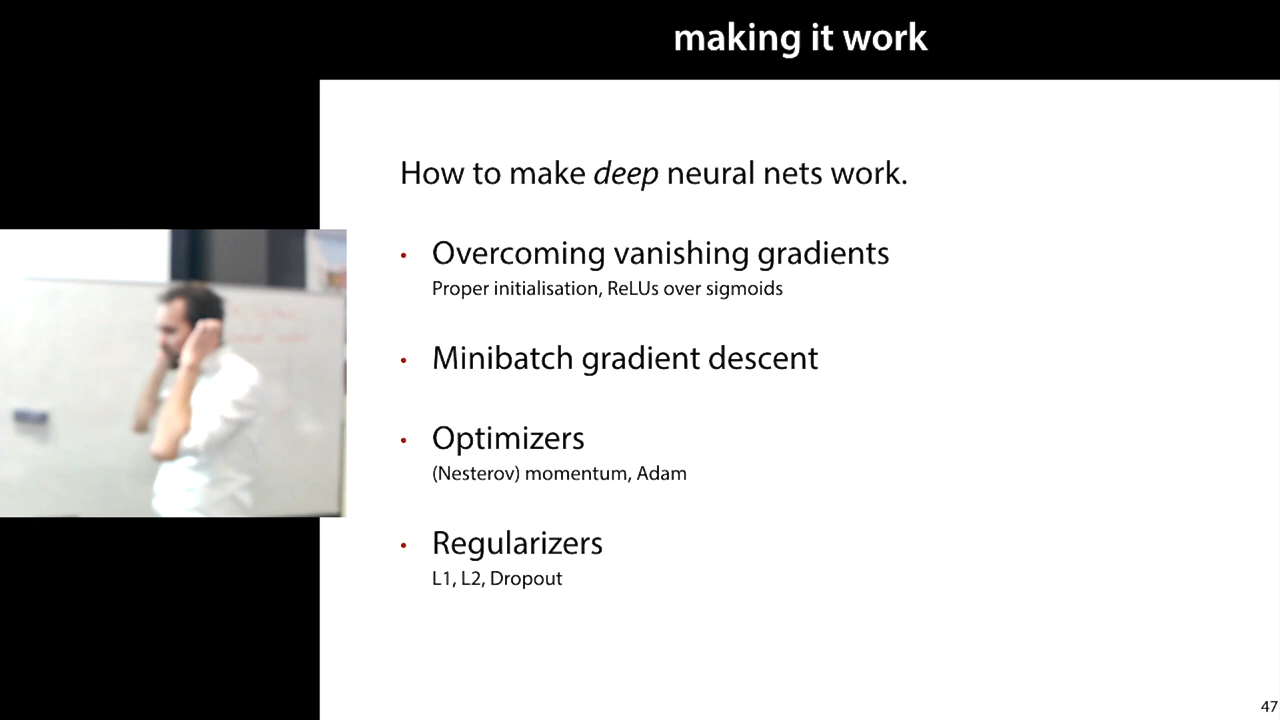 making it work
How to make deep neural nets work.
• Overcoming vanishing gradients
Proper initialisation, ReLUs over sigmoids
• Minibatch gradient descent
• Optimizers
(Nesterov) momentum, Adam
• Regularizers
L1, L2, Dropout
47